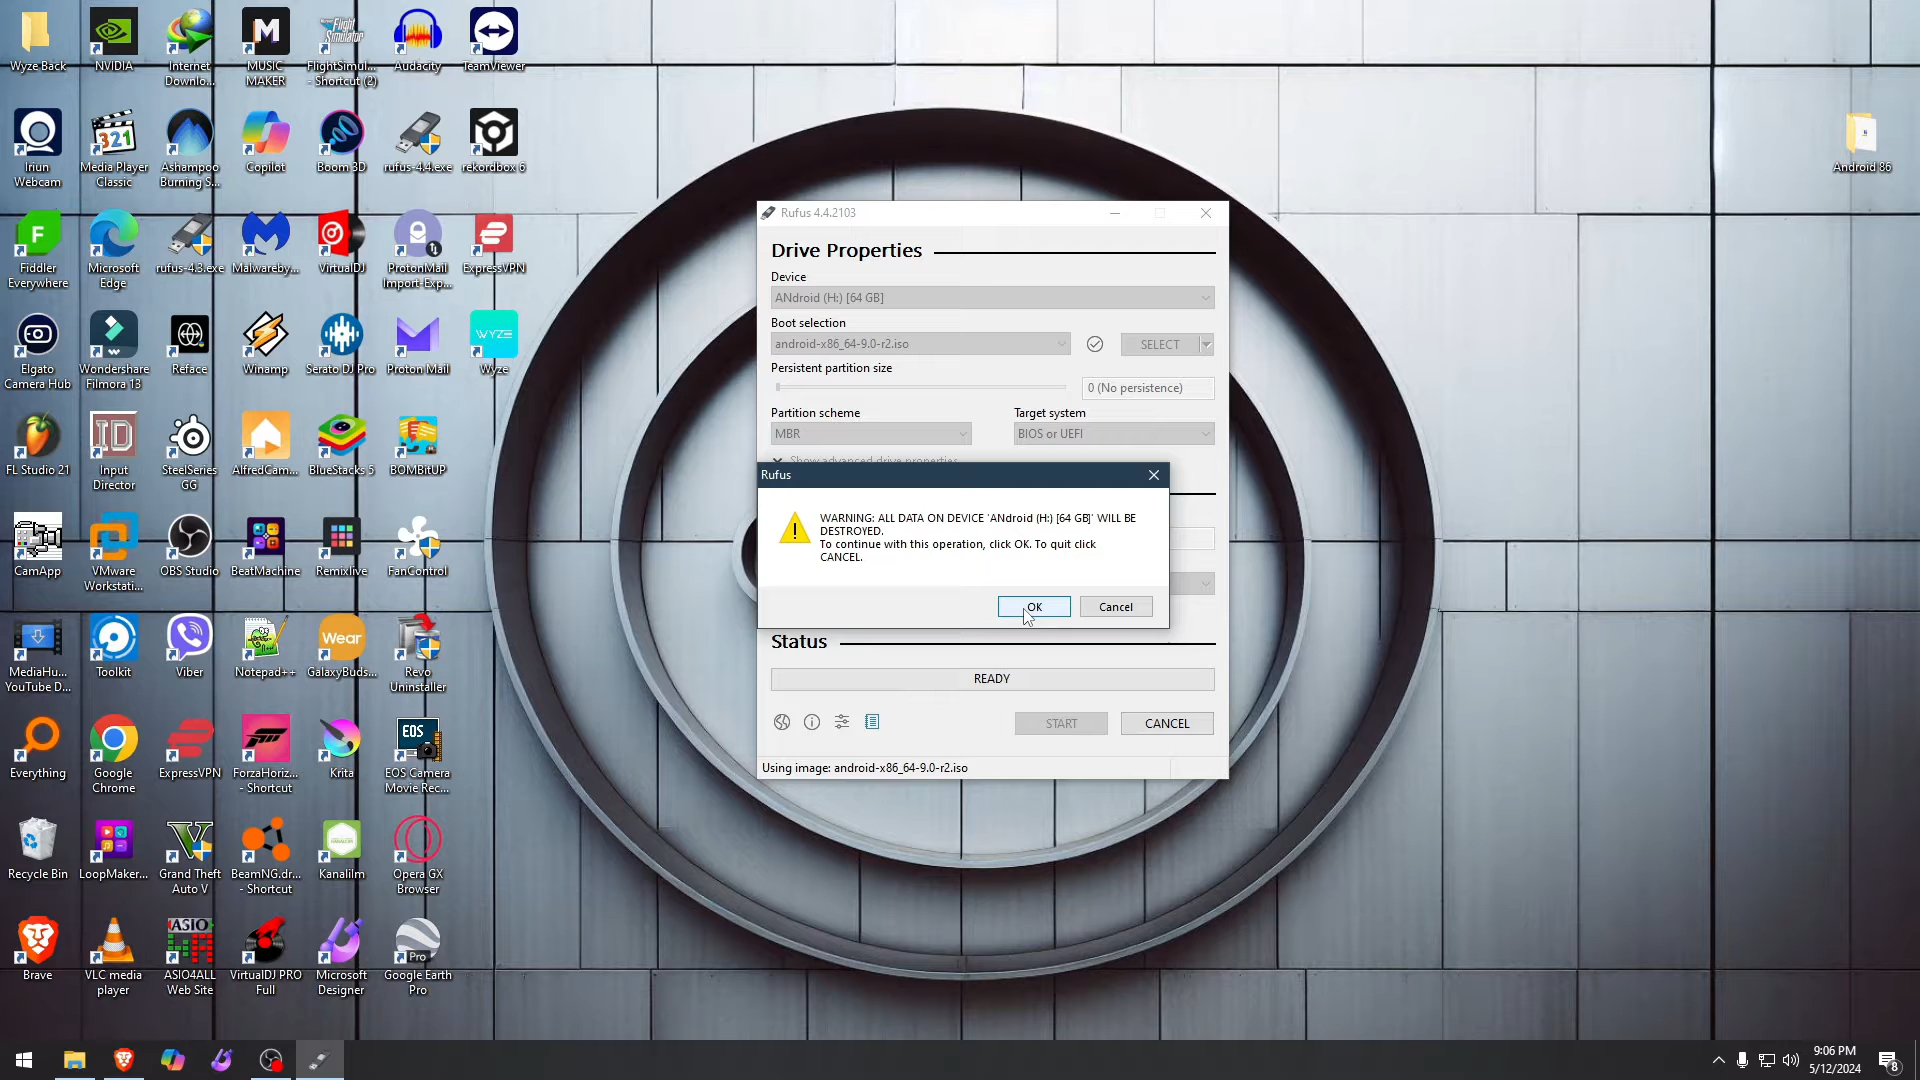 Wyze Back
NVIDIA
Internet
Downlo...
MUSIC
MAKER
FlightSimul...
- Shortcut (2)
Audacity
TeamViewer
Iriun
Webcam
Media Player
Classic
Ashampoo
Burning S...
Copilot
Boom 3D
rufus-4.4.exe
rekordbox 6
Fiddler
Everywhere
Microsoft
Edge
rufus-4.3.exe
Malwareby...
VirtualDJ
ProtonMail
Import-Exp...
ExpressVPN
Elgato
Camera Hub
Wondershare
Filmora 13
Reface
Winamp
Serato DJ Pro
Proton Mail
WYZE
Wyze
FL Studio 21
Input
Director
SteelSeries
GG
AlfredCam...
BlueStacks 5
BOMBitUP
CamApp
VMware
Workstati...
OBS Studio
BeatMachine
Remixlive
FanControl
MediaHu...
YouTube D...
Toolkit
Viber
Notepad++
Wear
GalaxyBuds...
Revo
Uninstaller
Everything
Google
Chrome
ExpressVPN
ForzaHoriz...
- Shortcut
Krita
EOS
EOS Camera
Movie Rec...
Recycle Bin
LoopMaker...
Grand Theft
Auto V
BeamNG.dr...
- Shortcut
Kanalilm
Opera GX
Browser
Brave
VLC media
player
ASIO
ASIO4ALL
Web Site
VirtualDJ PRO
Full
Microsoft
Designer
Pro
Google Earth
Pro
Android 86
Rufus 4.4.2103
Drive Properties
Device
ANdroid (H:) [64 GB]
Boot selection
android-x86_64-9.0-r2.iso
SELECT
Persistent partition size
0 (No persistence)
Partition scheme
Target system
MBR
BIOS or UEFI
Show advanced drive properties
Rufus
WARNING: ALL DATA ON DEVICE 'ANdroid (H:) [64 GB]' WILL BE
DESTROYED.
To continue with this operation, click OK. To quit click
CANCEL.
OK
Cancel
Status
READY
START
CANCEL
Using image: android-x86_64-9.0-r2.iso
9:06 PM
5/12/2024
8